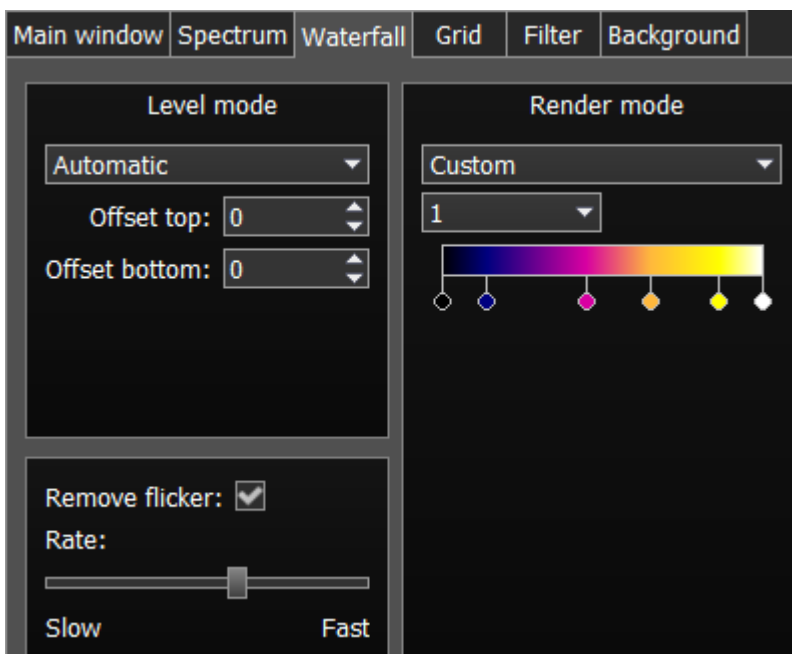 Main window Spectrum Waterfall Grid Filter Background
Level mode
Automatic
Offset top: 0
Offset bottom: 0
Render mode
Custom
1
Remove flicker:
Rate:
Slow Fast